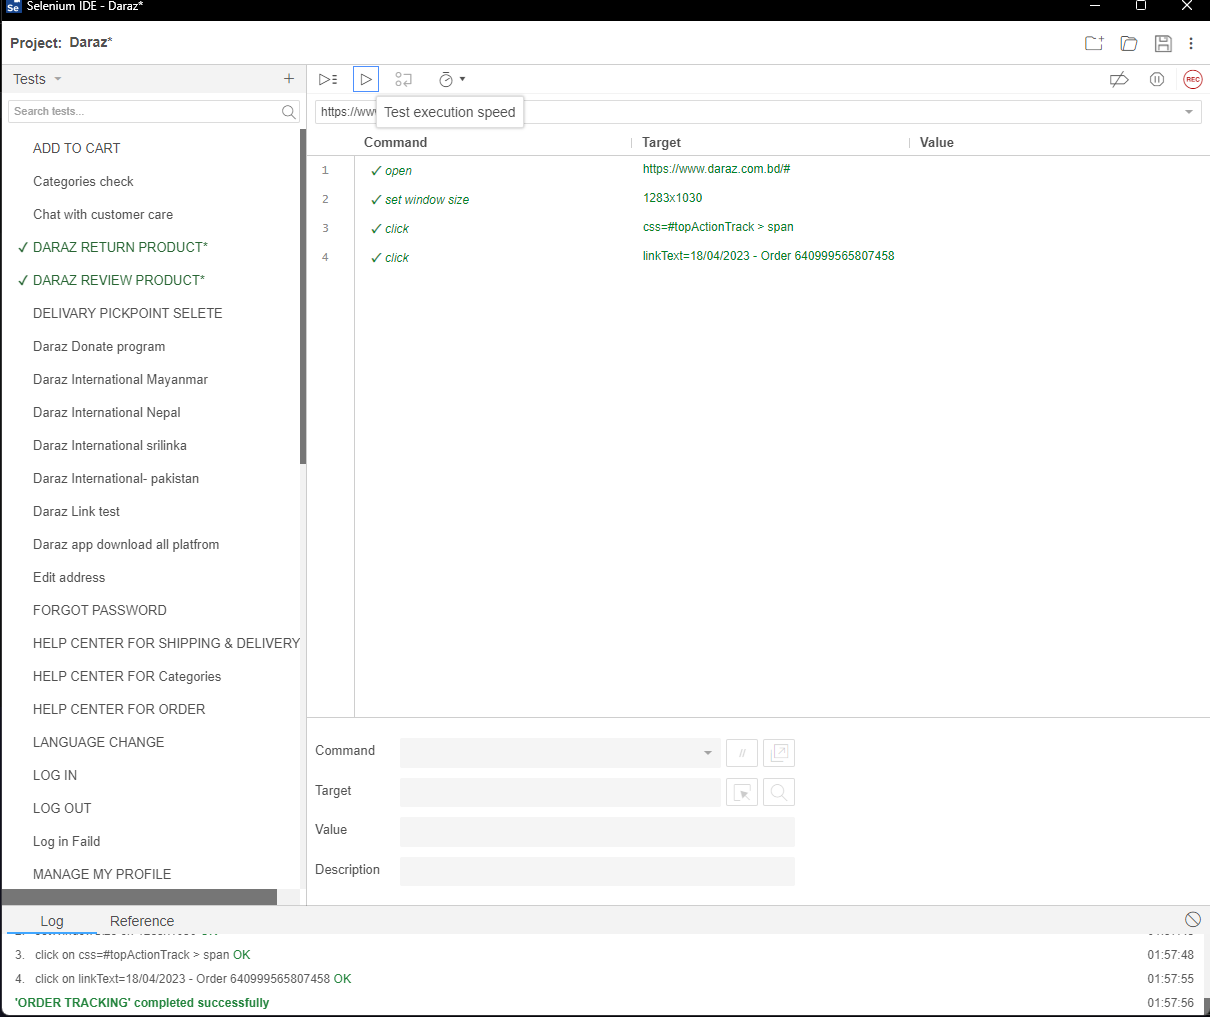 Se Selenium IDE - Daraz*
Project: Daraz*
Tests
REC
Search tests...
https://www
Test execution speed
Command Target Value
ADD TO CART
Categories check
Chat with customer care
✓ DARAZ RETURN PRODUCT*
✓ DARAZ REVIEW PRODUCT*
DELIVARY PICKPOINT SELETE
Daraz Donate program
Daraz International Mayanmar
Daraz International Nepal
Daraz International srilinka
Daraz International- pakistan
Daraz Link test
Daraz app download all platfrom
Edit address
FORGOT PASSWORD
HELP CENTER FOR SHIPPING & DELIVERY
HELP CENTER FOR Categories
HELP CENTER FOR ORDER
LANGUAGE CHANGE
LOG IN
LOG OUT
Log in Faild
MANAGE MY PROFILE
1 ✓ open https://www.daraz.com.bd/#
2 ✓ set window size 1283x1030
3 ✓ click css=#topActionTrack > span
4 ✓ click linkText=18/04/2023 - Order 640999565807458
Command //
Target
Value
Description
Log Reference
3. click on css=#topActionTrack > span OK 01:57:48
4. click on linkText=18/04/2023 - Order 640999565807458 OK 01:57:55
'ORDER TRACKING' completed successfully 01:57:56